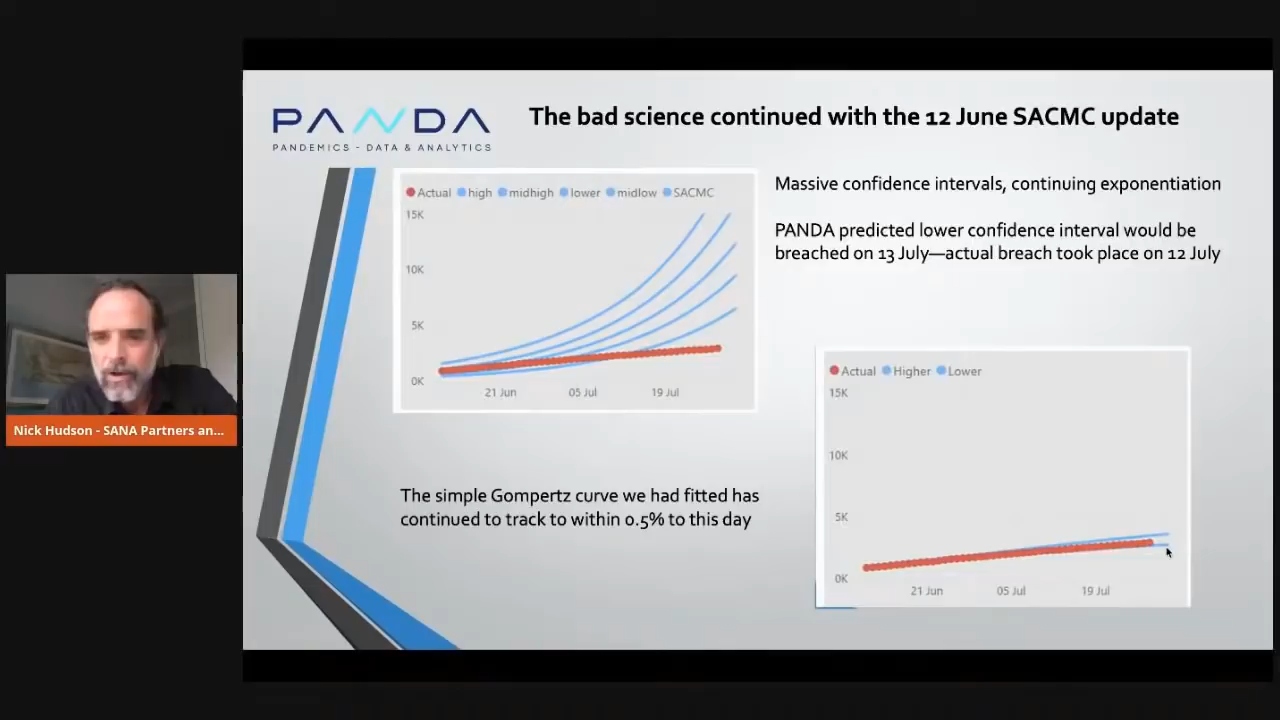 PANDA
PANDEMICS - DATA & ANALYTICS
The bad science continued with the 12 June SACMC update
Actual high midhigh lower midlow SACMC
15K
10K
5K
0K
21 Jun 05 Jul 19 Jul
Massive confidence intervals, continuing exponentiation
PANDA predicted lower confidence interval would be
breached on 13 July—actual breach took place on 12 July
Nick Hudson - SANA Partners an...
Actual Higher Lower
15K
10K
5K
0K
21 Jun 05 Jul 19 Jul
The simple Gompertz curve we had fitted has
continued to track to within 0.5% to this day